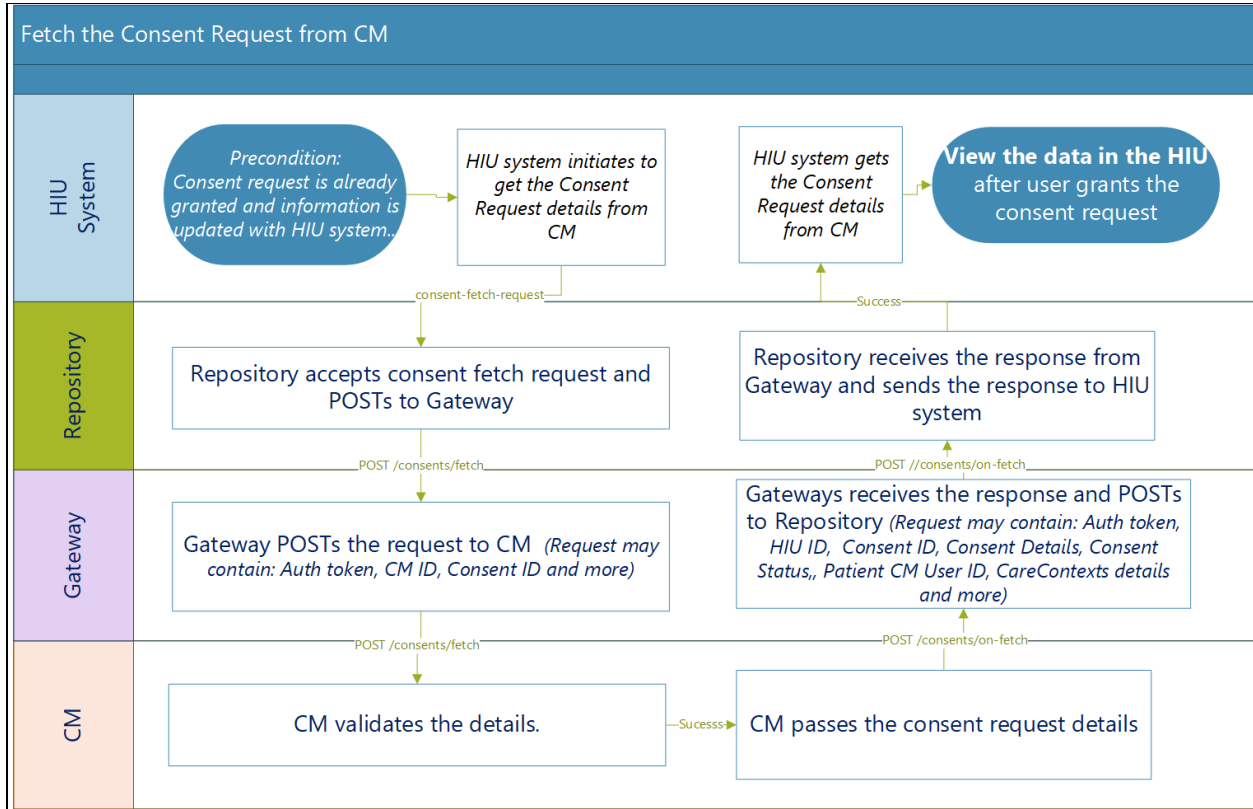 Fetch the Consent Request from CM
HIU
System
Precondition:
Consent request is already
granted and information is
updated with HIU system..
HIU system initiates to
get the Consent
Request details from
CM
HIU system gets
the Consent
Request details
from CM
View the data in the HIU
after user grants the
consent request
consent-fetch-request
Success
Repository
Repository accepts consent fetch request and
POSTs to Gateway
Repository receives the response from
Gateway and sends the response to HIU
system
POST /consents/fetch
POST //consents/on-fetch
Gateway
Gateway POSTs the request to CM (Request may
contain: Auth token, CM ID, Consent ID and more)
Gateways receives the response and POSTs
to Repository (Request may contain: Auth token,
HIU ID, Consent ID, Consent Details, Consent
Status,, Patient CM User ID, CareContexts details
and more)
POST /consents/fetch
POST /consents/on-fetch
CM
CM validates the details.
Sucesss
CM passes the consent request details